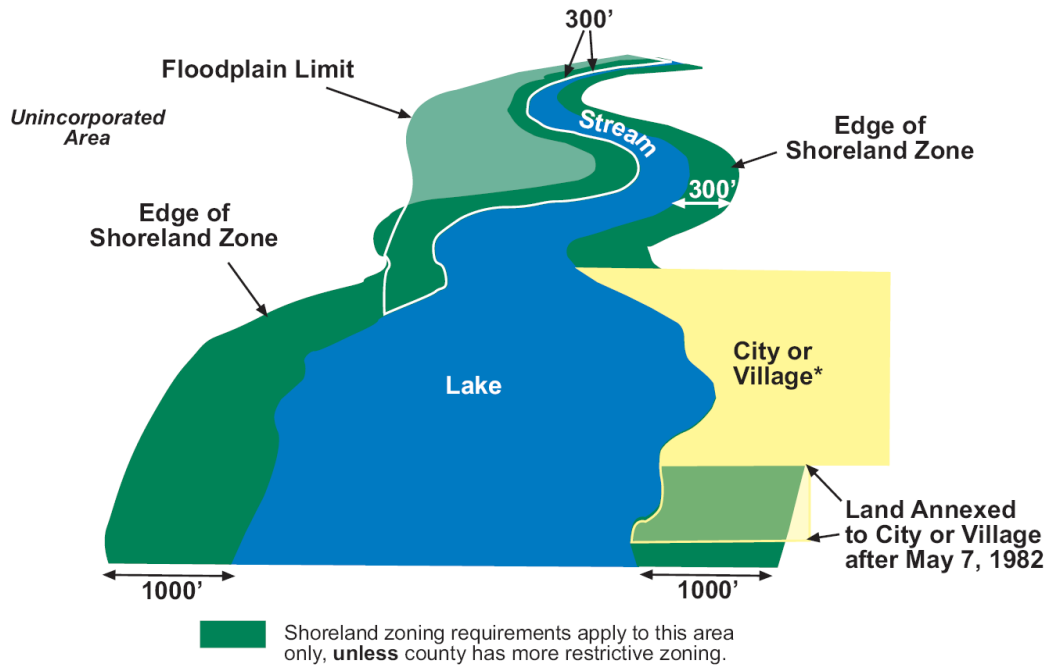 300’
Floodplain Limit
Unincorporated
Area
Stream
Edge of
Shoreland Zone
300’
Edge of
Shoreland Zone
City or
Village*
Lake
Land Annexed
to City or Village
after May 7, 1982
1000’
1000’
Shoreland zoning requirements apply to this area
only, unless county has more restrictive zoning.